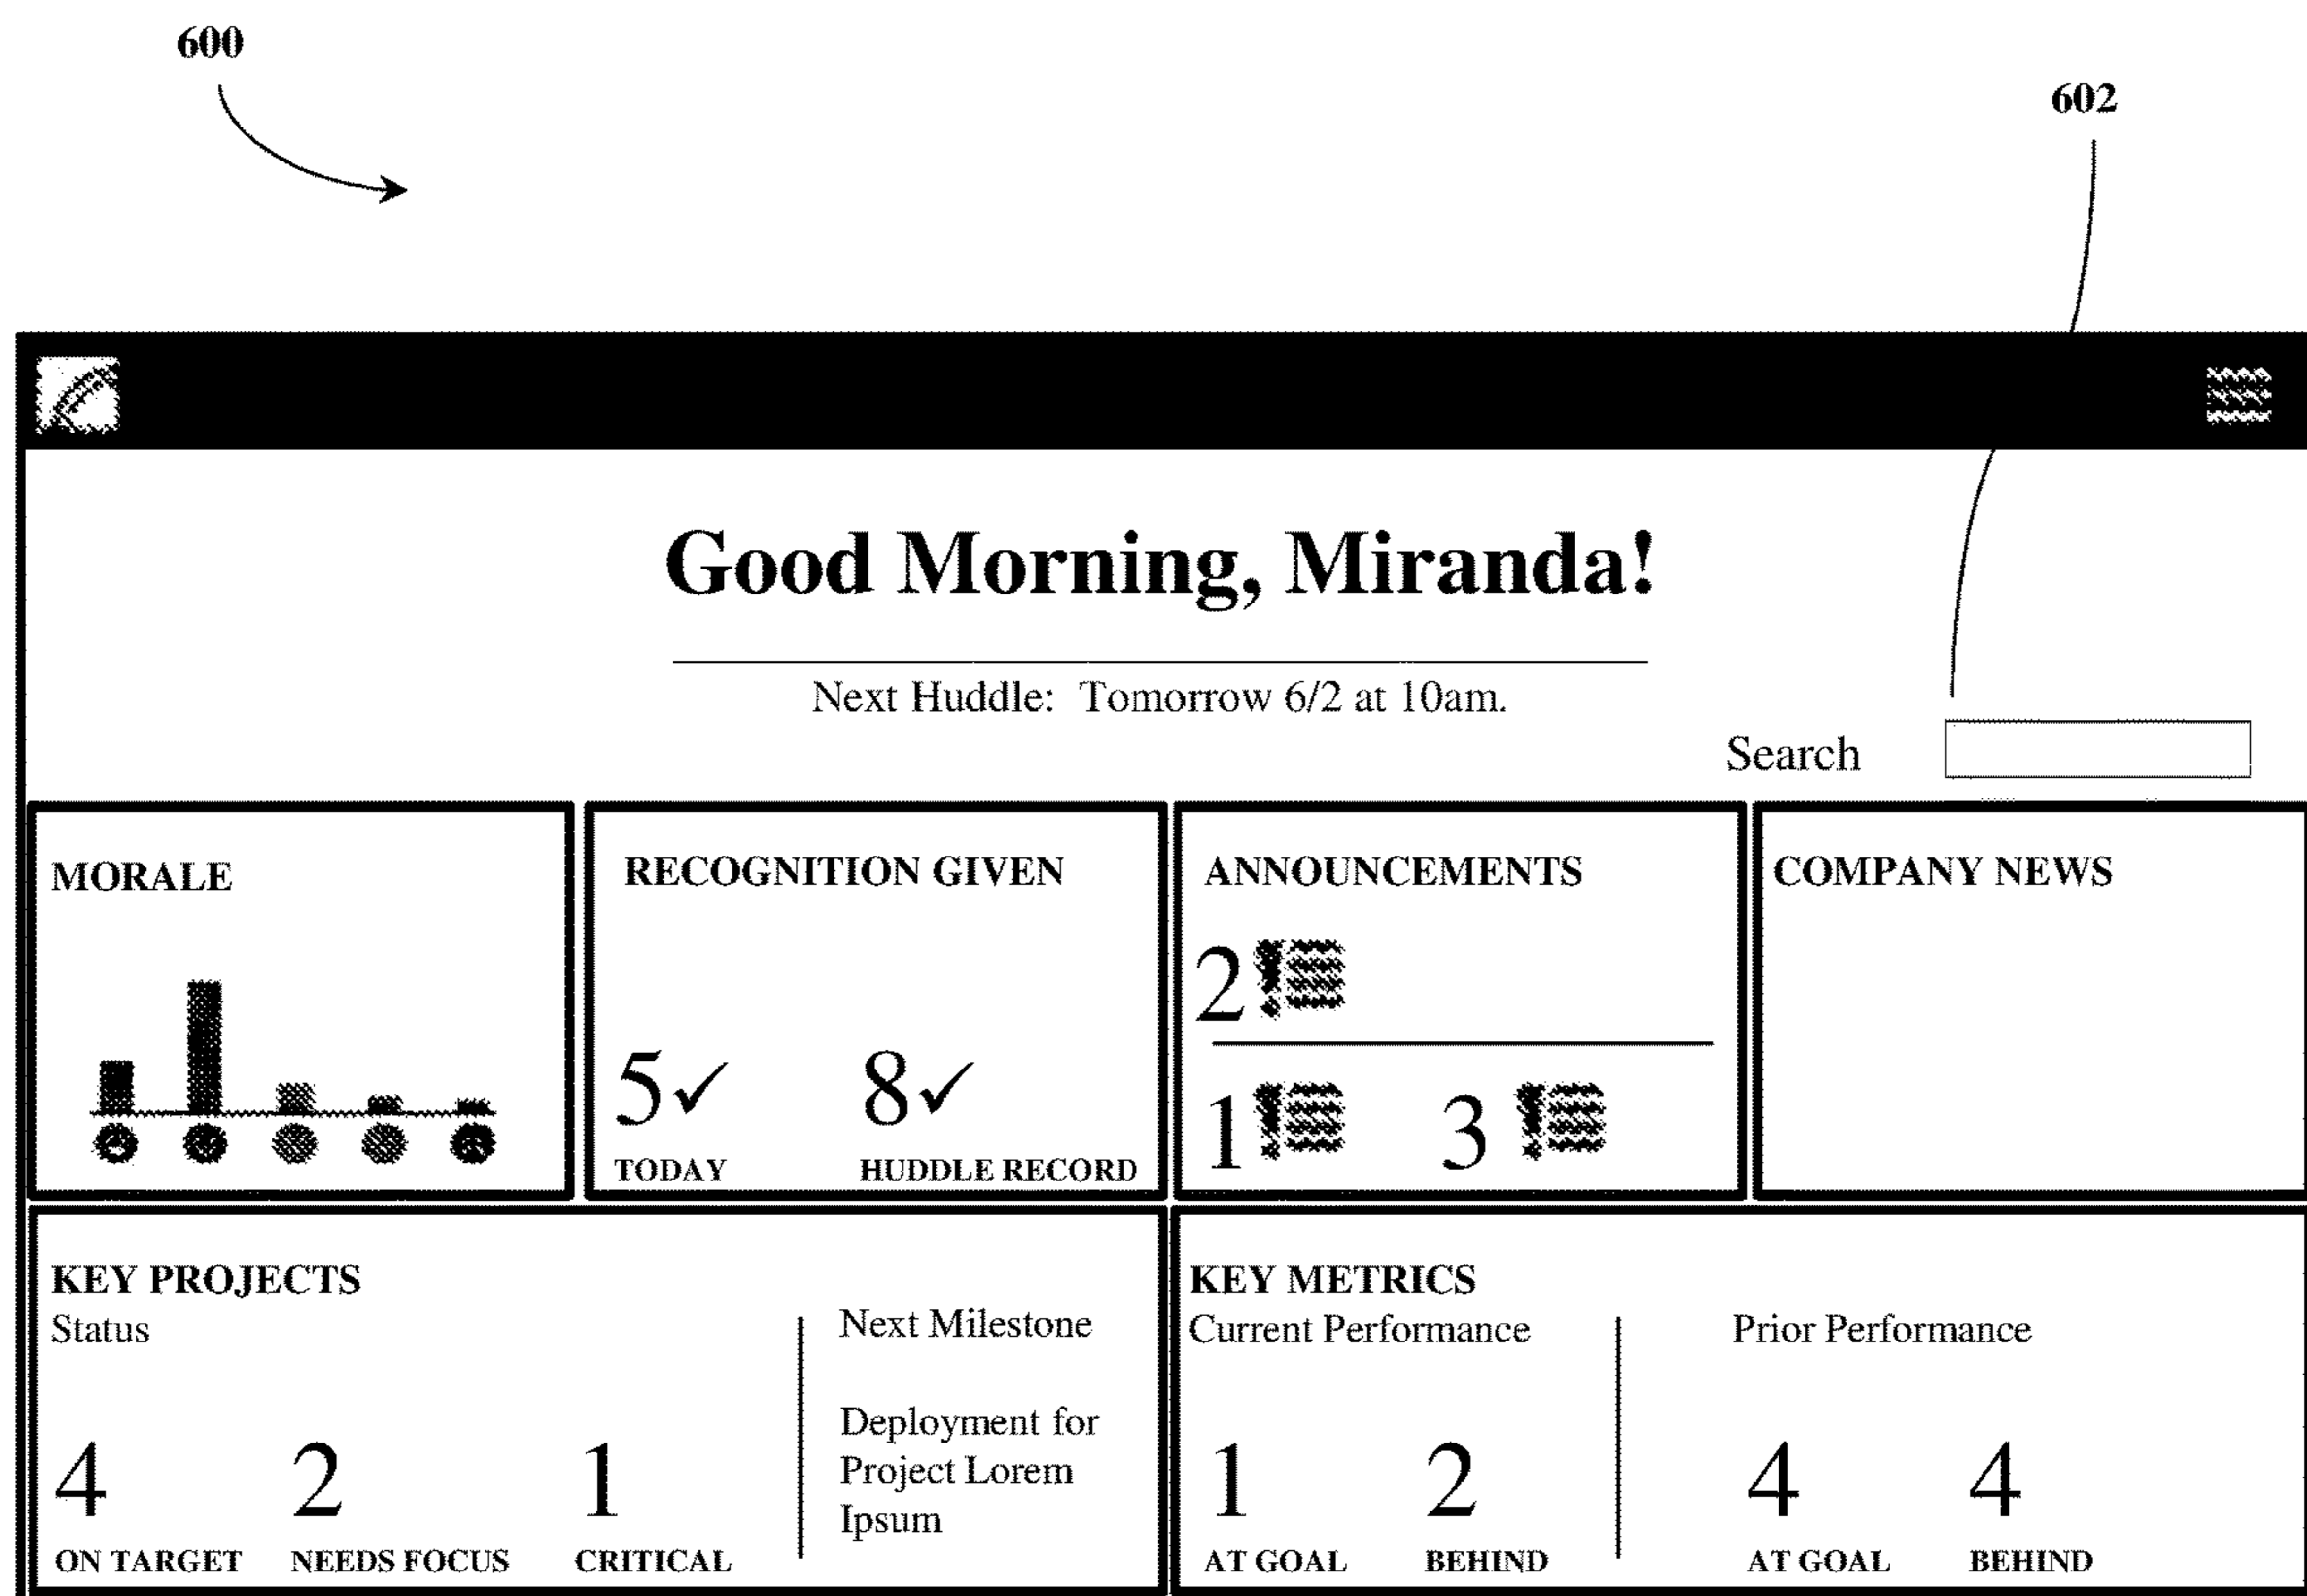 600
602
Good Morning, Miranda!
Next Huddle: Tomorrow 6/2 at 10am.
Search
MORALE
RECOGNITION GIVEN
5✓ 8✓
TODAY HUDDLE RECORD
ANNOUNCEMENTS
2
1 3
COMPANY NEWS
KEY PROJECTS
Status
4 2 1
ON TARGET NEEDS FOCUS CRITICAL
Next Milestone
Deployment for
Project Lorem
Ipsum
KEY METRICS
Current Performance Prior Performance
1 2 4 4
AT GOAL BEHIND AT GOAL BEHIND